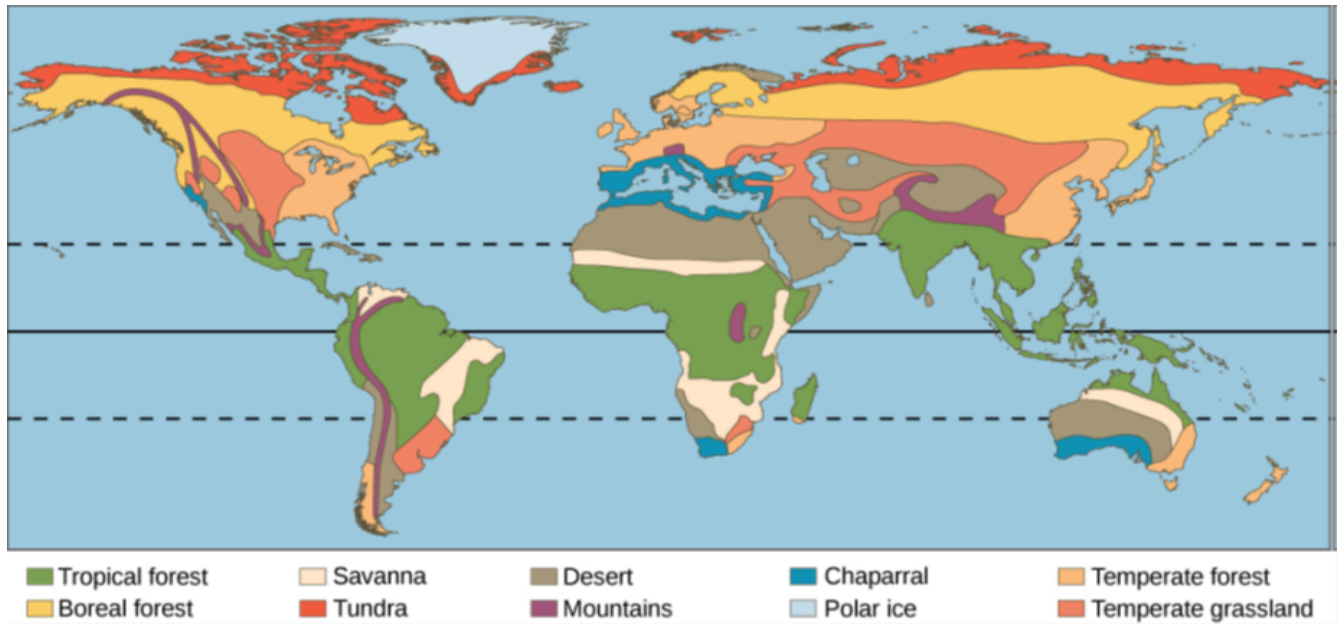 Tropical forest Savanna Desert Chaparral Temperate forest
Boreal forest Tundra Mountains Polar ice Temperate grassland